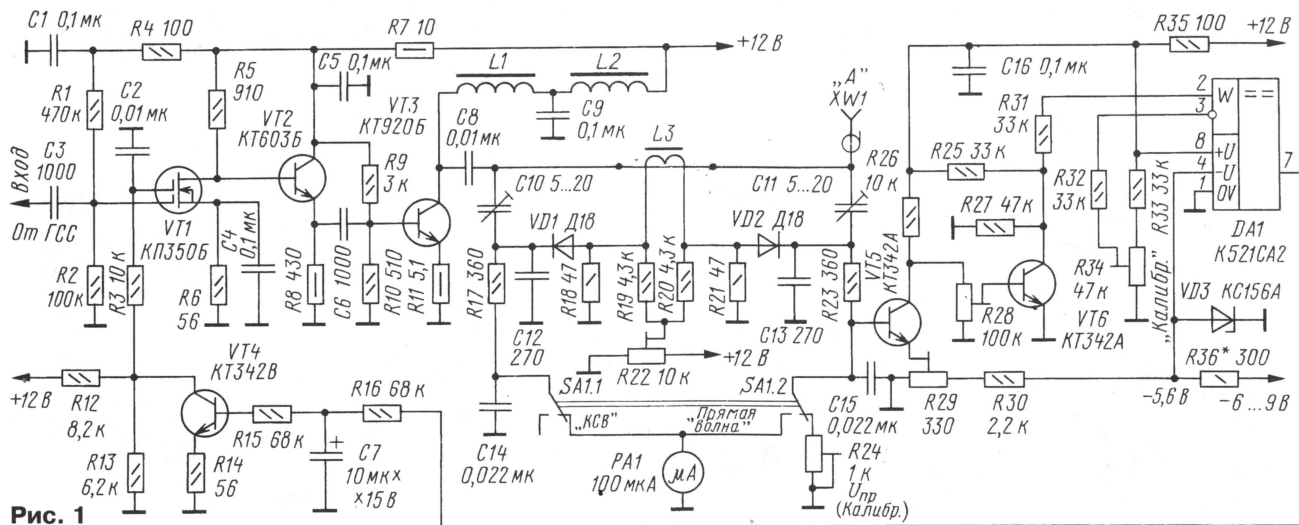 C1 0,1 мк
R4 100
R7 10
+12 В
R35 100
+12 В
R1
470 к
C2
0,01 мк
R5
910
VT2
КТ603Б
C5 0,1 мк
VT3
КТ920Б
L1
L2
C9
0,1 мк
„А"
XW1
C16 0,1 мк
R31
33 к
2
W
==
3
8
+U
4
-U
1
0V
7
DA1
К521СА2
C3
1000
Вход
От ГСС
VT1
КП350Б
C4
0,1 мк
R9
3 к
C8
0,01 мк
L3
C10 5...20
C11 5...20
R26
10 к
R25 33 к
R27 47 к
R32
33 к
R33 33 к
R34
47 к
„Калибр."
VD1 Д18
VD2 Д18
VT5
КТ342А
R2
100 к
R3 10 к
R6
56
R8 430
C6 1000
R10 510
R11 5,1
R17 360
R18 47
R19 4,3 к
R20 4,3 к
R21 47
R23 360
C12
270
C13 270
R28
100 к
VT6
КТ342А
VD3 КС156А
R22 10 к
+12 В
R36* 300
-5,6 В
-6 ...9 В
VT4
КТ342В
+12 В
R12
8,2 к
R15 68 к
R16 68 к
SA1.1
SA1.2
„КСВ"
„Прямая
волна"
C15
0,022 мк
R29
330
R30
2,2 к
R13
6,2 к
R14
56
+
C7
10 мк×
×15 В
C14
0,022 мк
PA1
100 мкА
μA
R24
1 к
Uпр
(Калибр.)
Рис. 1